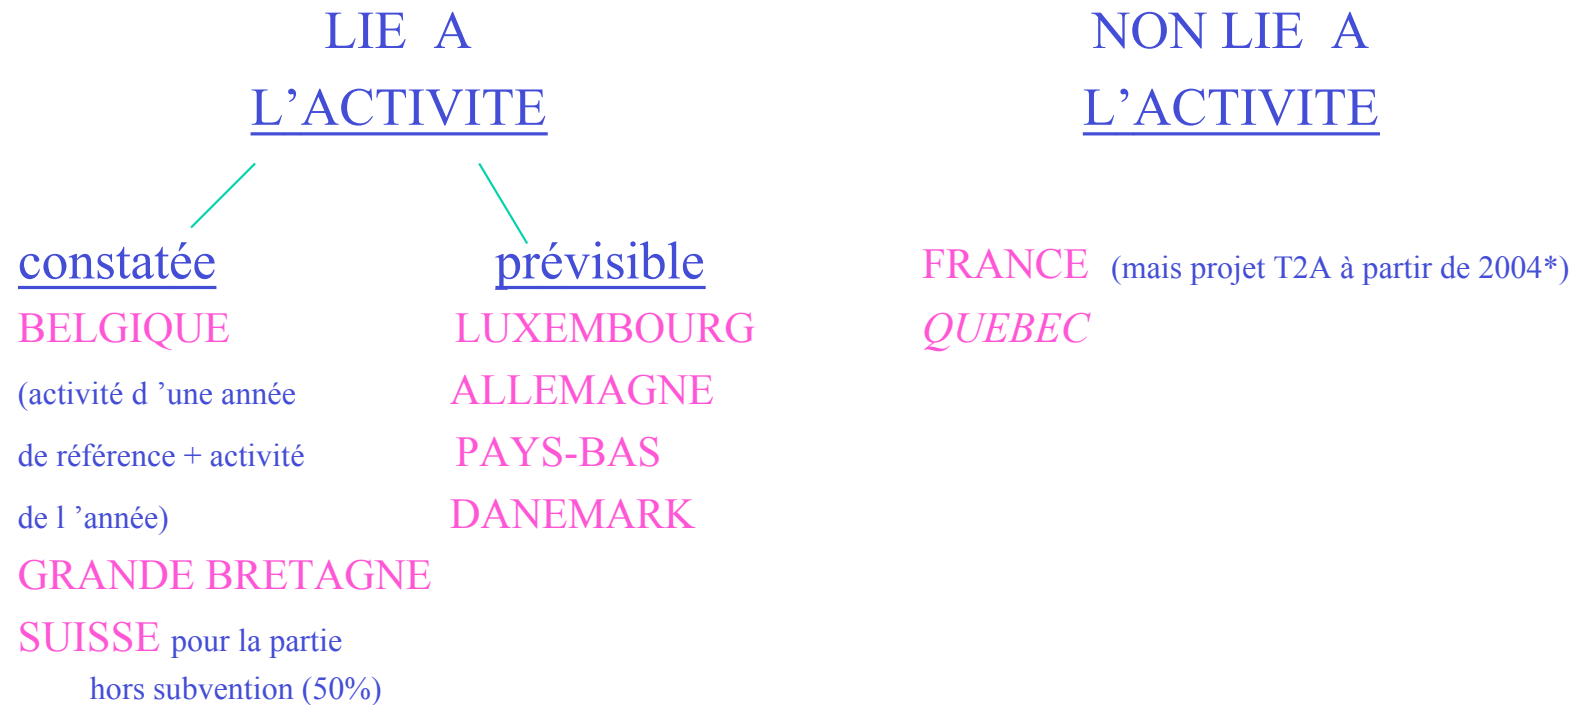 LIE A
L’ACTIVITE
NON LIE A
L’ACTIVITE
constatée
BELGIQUE
(activité d ’une année
de référence + activité
de l ’année)
GRANDE BRETAGNE
SUISSE pour la partie
hors subvention (50%)
prévisible
LUXEMBOURG
ALLEMAGNE
PAYS-BAS
DANEMARK
FRANCE (mais projet T2A à partir de 2004*)
QUEBEC